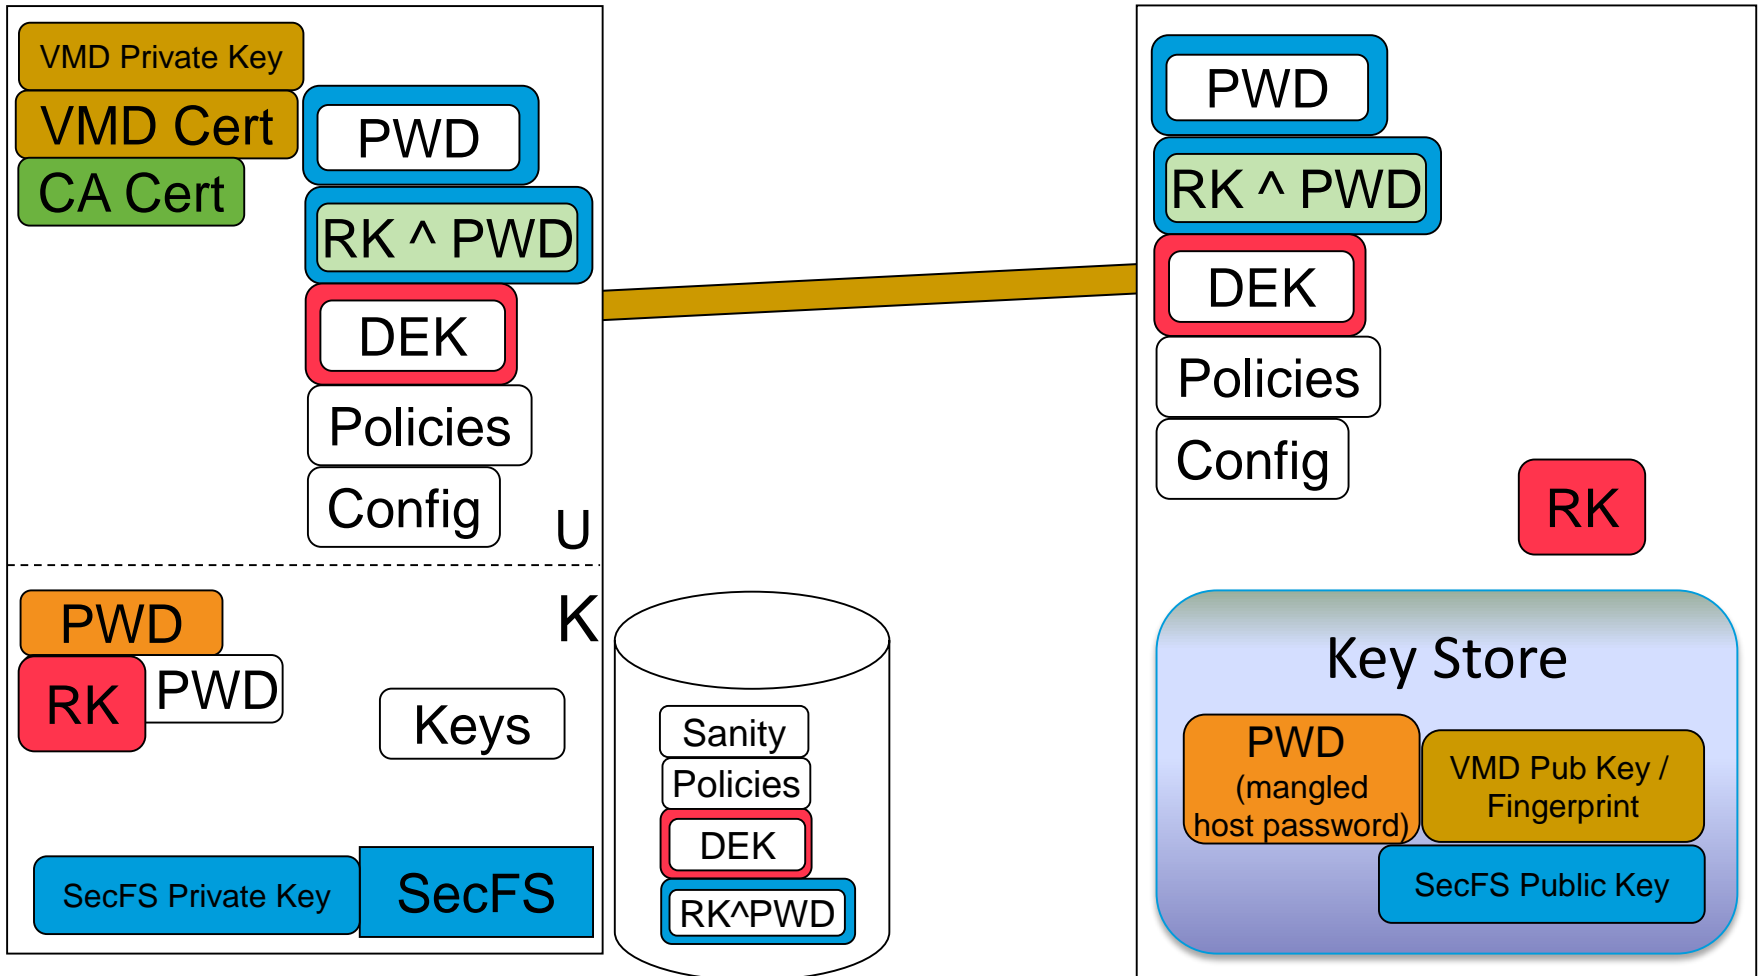 VMD Private Key
VMD Cert
CA Cert
PWD
RK ^ PWD
DEK
Policies
Config
U
K
PWD
RK
PWD
Keys
SecFS Private Key
SecFS
Sanity
Policies
DEK
RK^PWD
PWD
RK ^ PWD
DEK
Policies
Config
RK
Key Store
PWD
(mangled
host password)
VMD Pub Key /
Fingerprint
SecFS Public Key